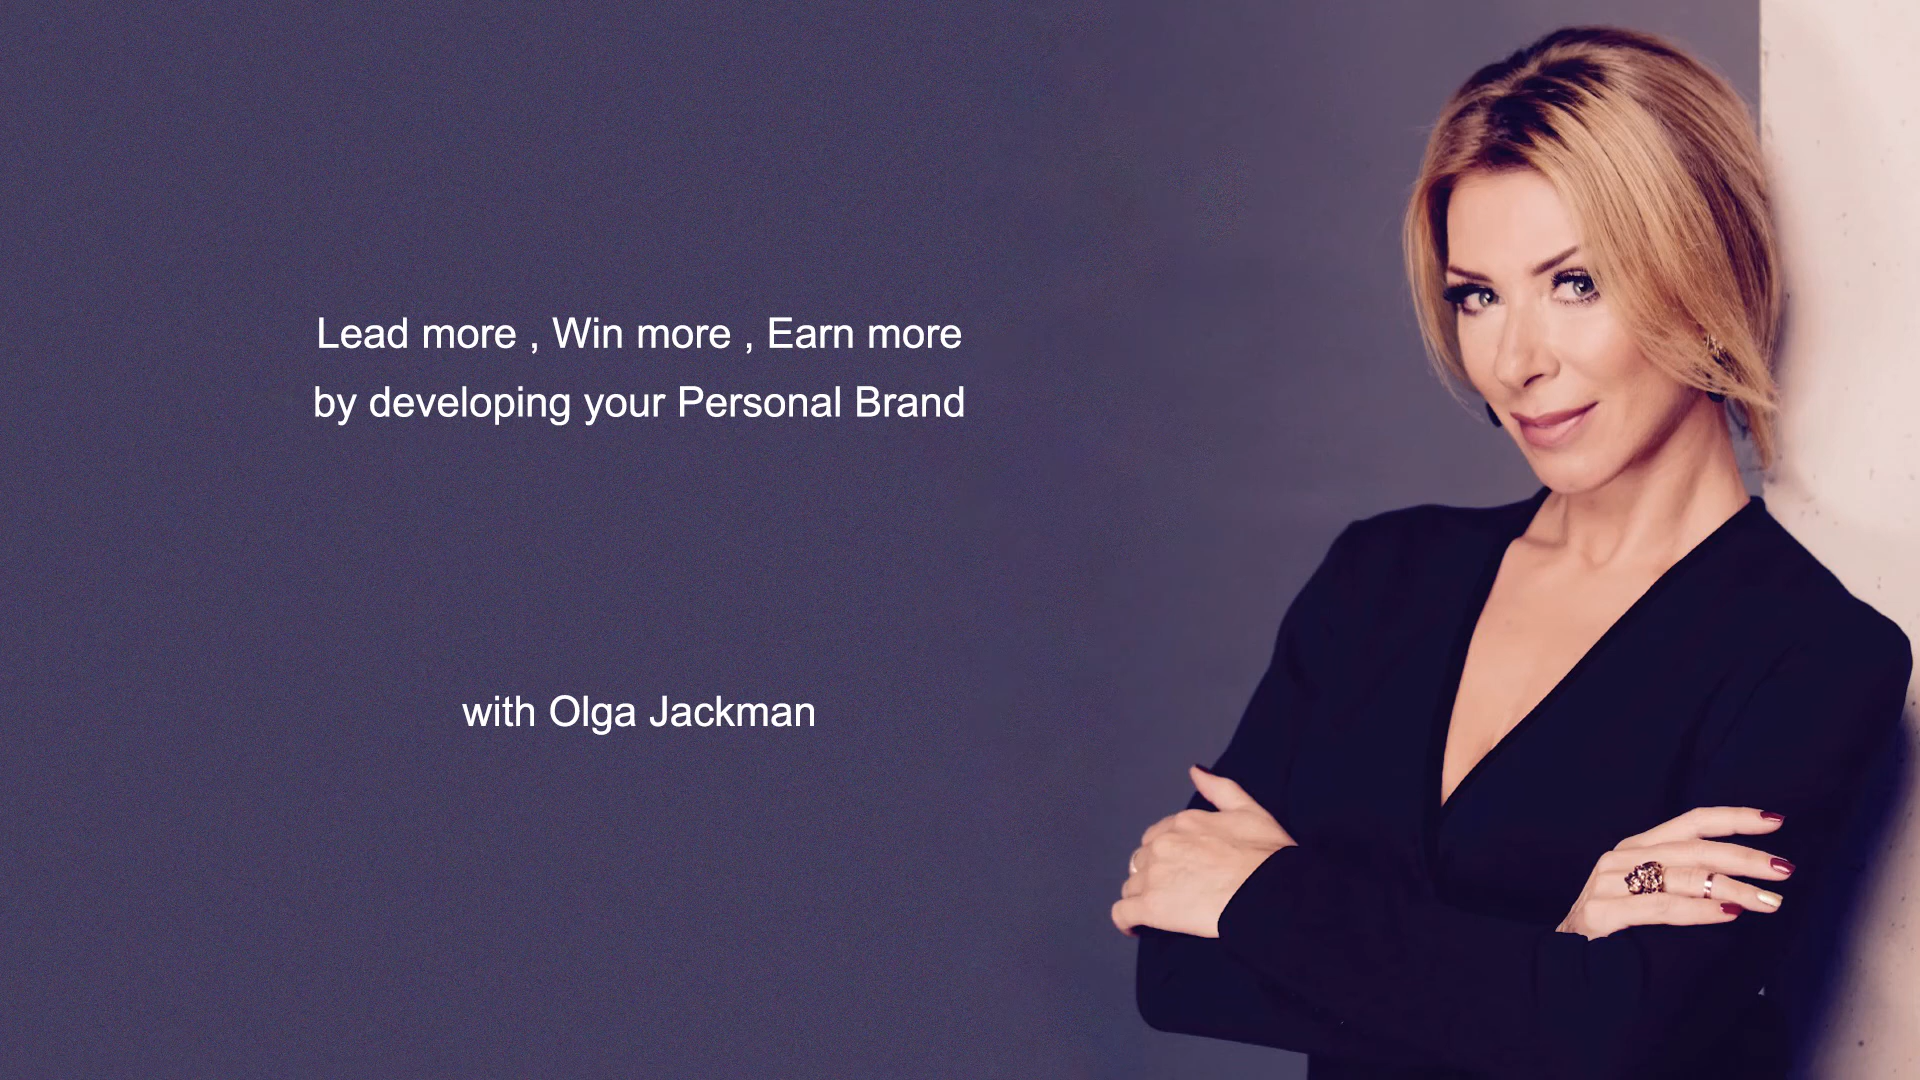 Lead more , Win more , Earn more
by developing your Personal Brand
with Olga Jackman